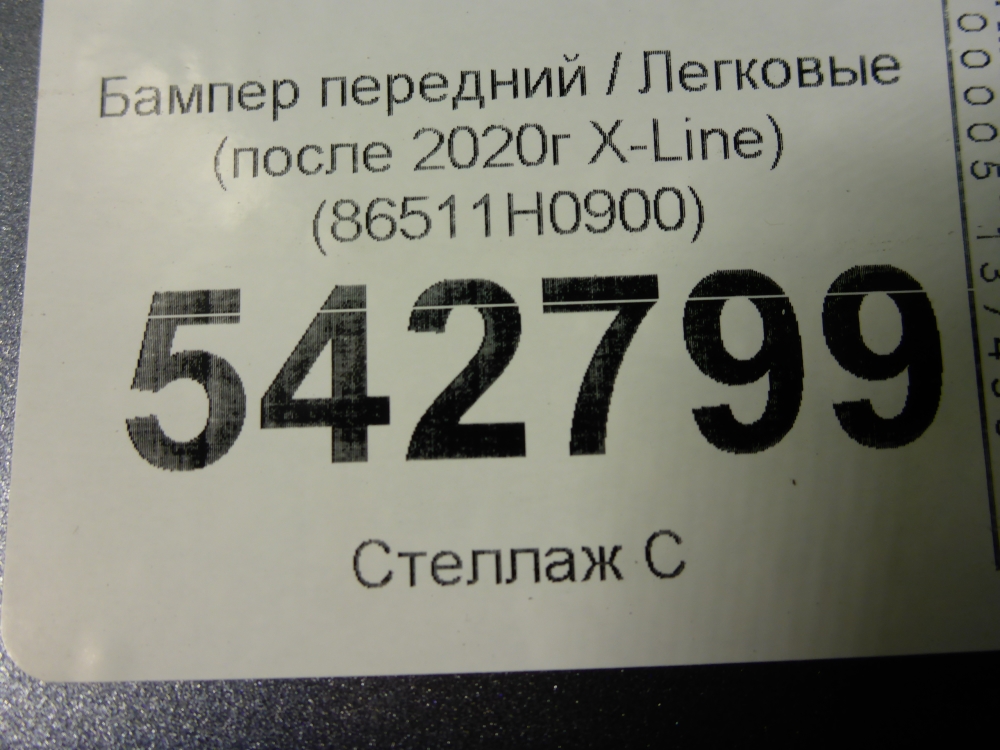 Бампер передний / Легковые
(после 2020г X-Line)
(86511H0900)
542799
Стеллаж С